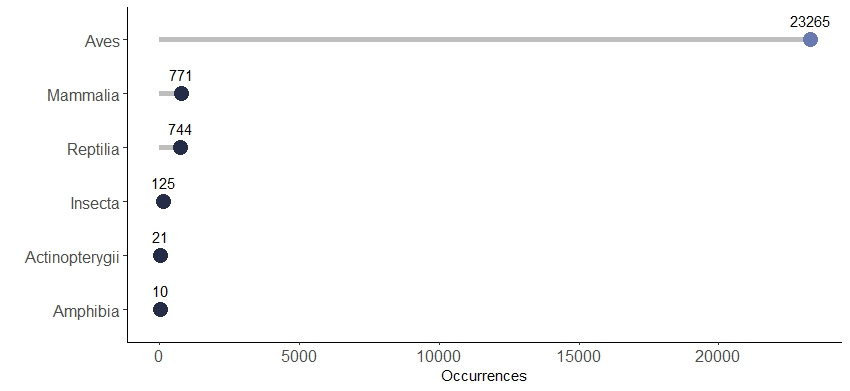 23265
Aves
771
Mammalia
744
Reptilia
125
Insecta
21
Actinopterygii
10
Amphibia
0 5000 10000 15000 20000
Occurrences